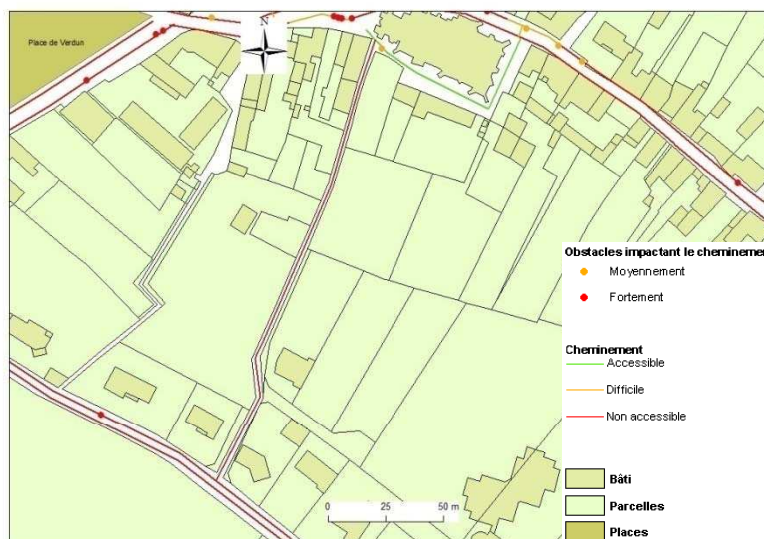 N
Place de Verdun
Obstacles impactant le cheminemen
Moyennement
Fortement
Cheminement
Accessible
Difficile
Non accessible
Bâti
Parcelles
Places
0 25 50 m